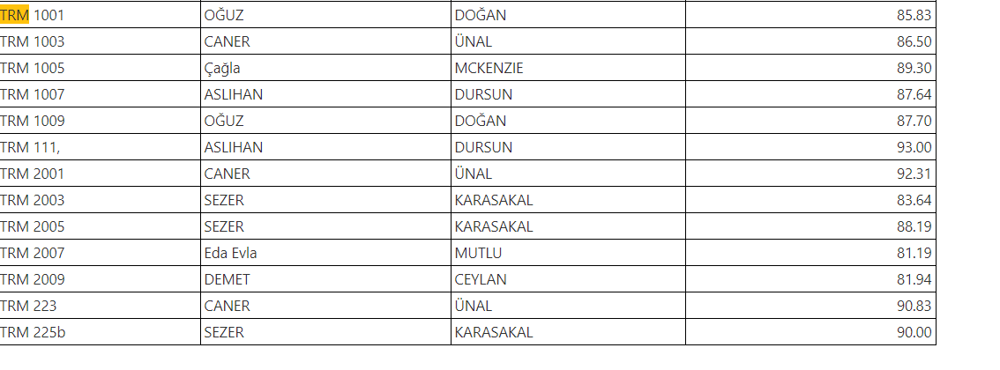 TRM 1001 OĞUZ DOĞAN 85.83
TRM 1003 CANER ÜNAL 86.50
TRM 1005 Çağla MCKENZIE 89.30
TRM 1007 ASLIHAN DURSUN 87.64
TRM 1009 OĞUZ DOĞAN 87.70
TRM 111, ASLIHAN DURSUN 93.00
TRM 2001 CANER ÜNAL 92.31
TRM 2003 SEZER KARASAKAL 83.64
TRM 2005 SEZER KARASAKAL 88.19
TRM 2007 Eda Evla MUTLU 81.19
TRM 2009 DEMET CEYLAN 81.94
TRM 223 CANER ÜNAL 90.83
TRM 225b SEZER KARASAKAL 90.00